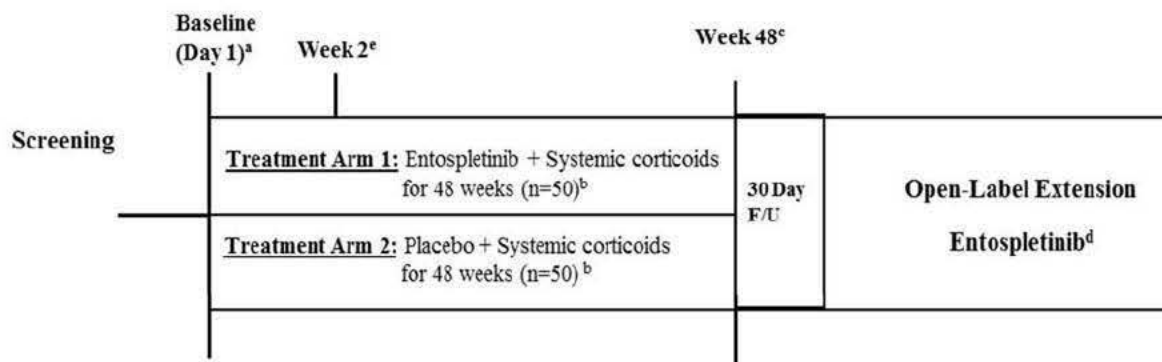 Baseline
(Day 1)ᵃ
Week 2ᵉ
Week 48ᶜ
Screening
Treatment Arm 1: Entospletinib + Systemic corticoids
for 48 weeks (n=50)ᵇ
Treatment Arm 2: Placebo + Systemic corticoids
for 48 weeks (n=50) ᵇ
30 Day
F/U
Open-Label Extension
Entospletinibᵈ